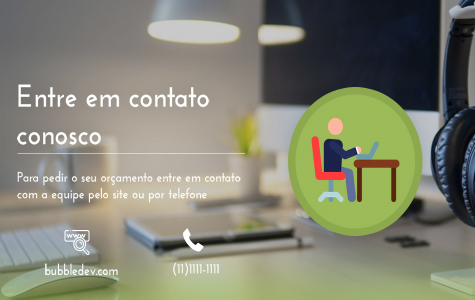 Entre em contato
conosco
Para pedir o seu orçamento entre em contato
com a equipe pelo site ou por telefone
www
bubbledev.com
(11)1111-1111